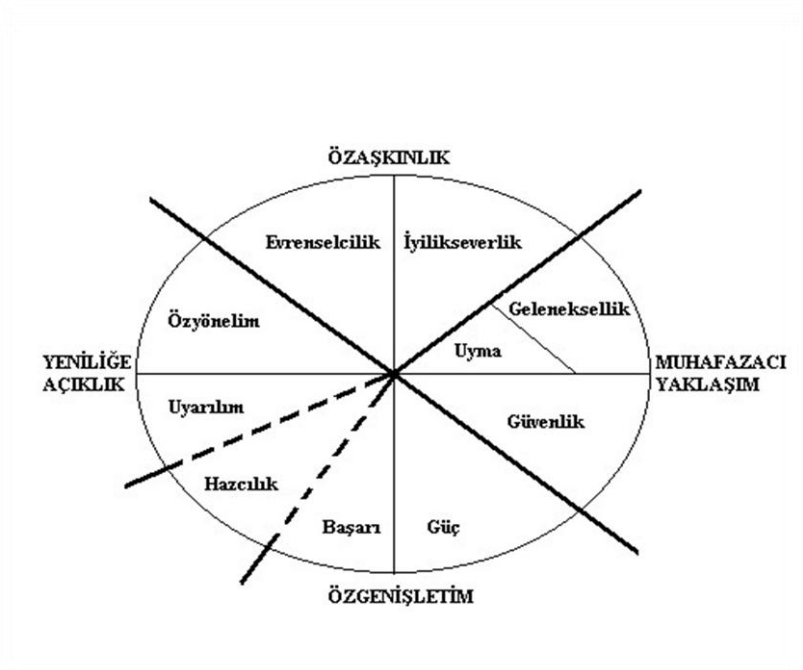 ÖZAŞKINLIK
Evrenselcilik
İyilikseverlik
Özyönelim
Geleneksellik
Uyma
YENİLİĞE
AÇIKLIK
MUHAFAZACI
YAKLAŞIM
Uyarılım
Güvenlik
Hazcılık
Başarı
Güç
ÖZGENİŞLETİM